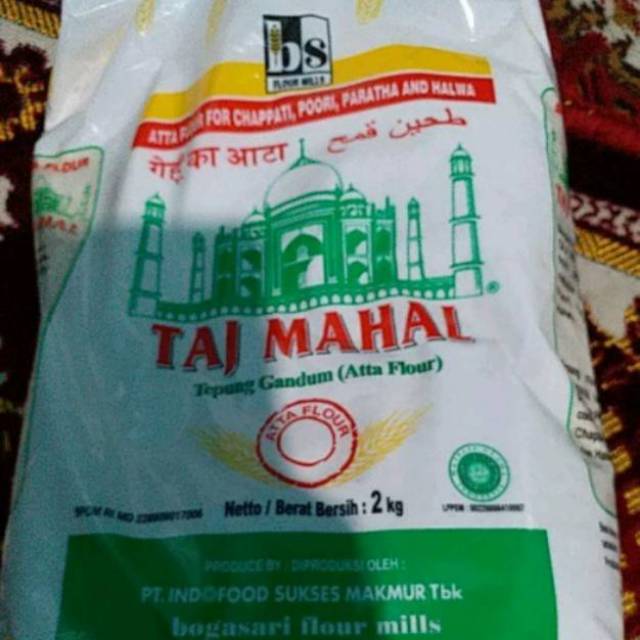 bs
FLOUR MILLS
ATTA FLOUR FOR CHAPPATI, POORI, PARATHA AND HALWA
गेहूँ का आटा طحين قمح
TAJ MAHAL
Tepung Gandum (Atta Flour)
ATTA FLOUR
Netto / Berat Bersih : 2 kg
PRODUCE BY / DIPRODUKSI OLEH :
PT. INDOFOOD SUKSES MAKMUR Tbk
bogasari flour mills